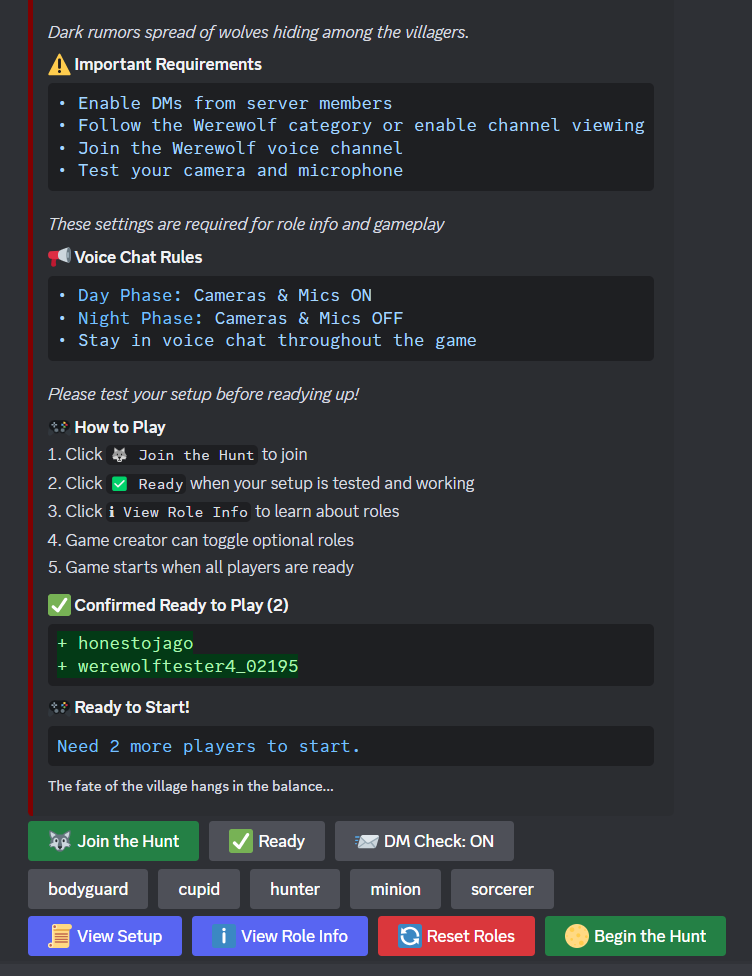 Dark rumors spread of wolves hiding among the villagers.
⚠️ Important Requirements
• Enable DMs from server members
• Follow the Werewolf category or enable channel viewing
• Join the Werewolf voice channel
• Test your camera and microphone
These settings are required for role info and gameplay
📢 Voice Chat Rules
• Day Phase: Cameras & Mics ON
• Night Phase: Cameras & Mics OFF
• Stay in voice chat throughout the game
Please test your setup before readying up!
🎮 How to Play
1. Click 🐺 Join the Hunt to join
2. Click ✅ Ready when your setup is tested and working
3. Click ℹ View Role Info to learn about roles
4. Game creator can toggle optional roles
5. Game starts when all players are ready
✅ Confirmed Ready to Play (2)
+ honestojago
+ werewolftester4_02195
🎮 Ready to Start!
Need 2 more players to start.
The fate of the village hangs in the balance...
🐺 Join the Hunt ✅ Ready 📨 DM Check: ON
bodyguard cupid hunter minion sorcerer
📜 View Setup ℹ️ View Role Info 🔄 Reset Roles 🌕 Begin the Hunt